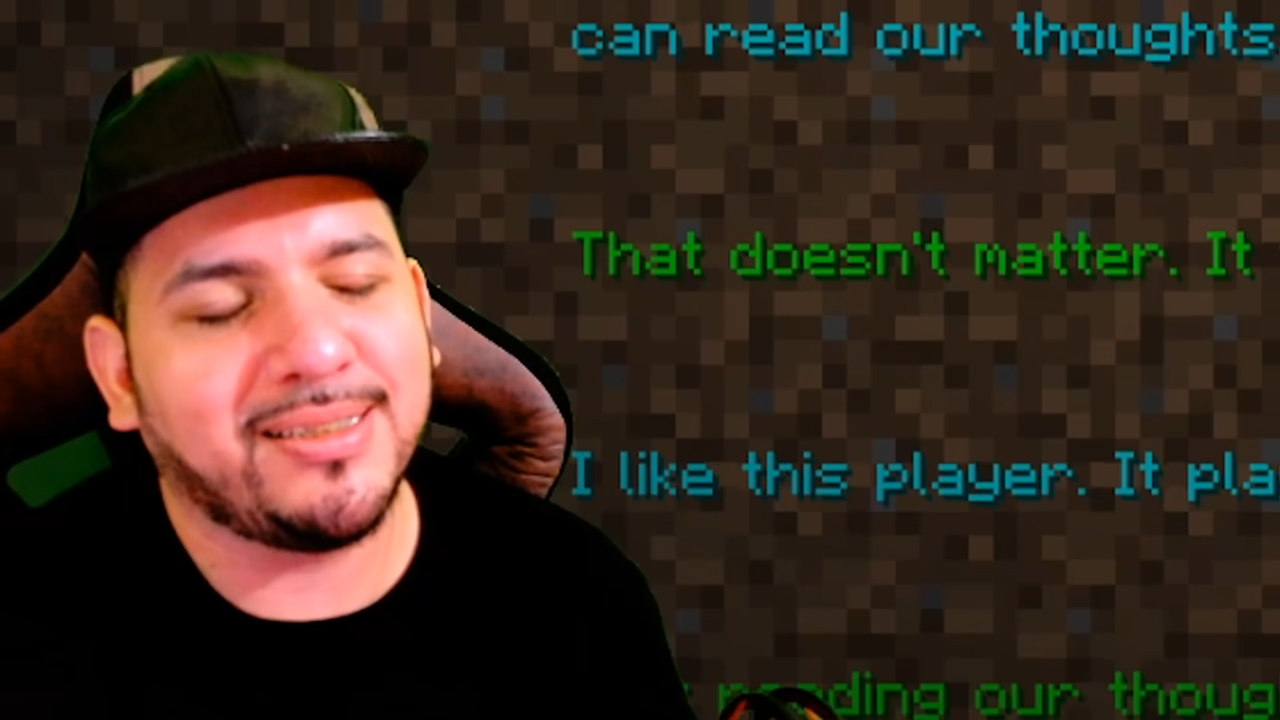 can read our thoughts
That doesn't matter. It
I like this player. It pla
reading our thoug